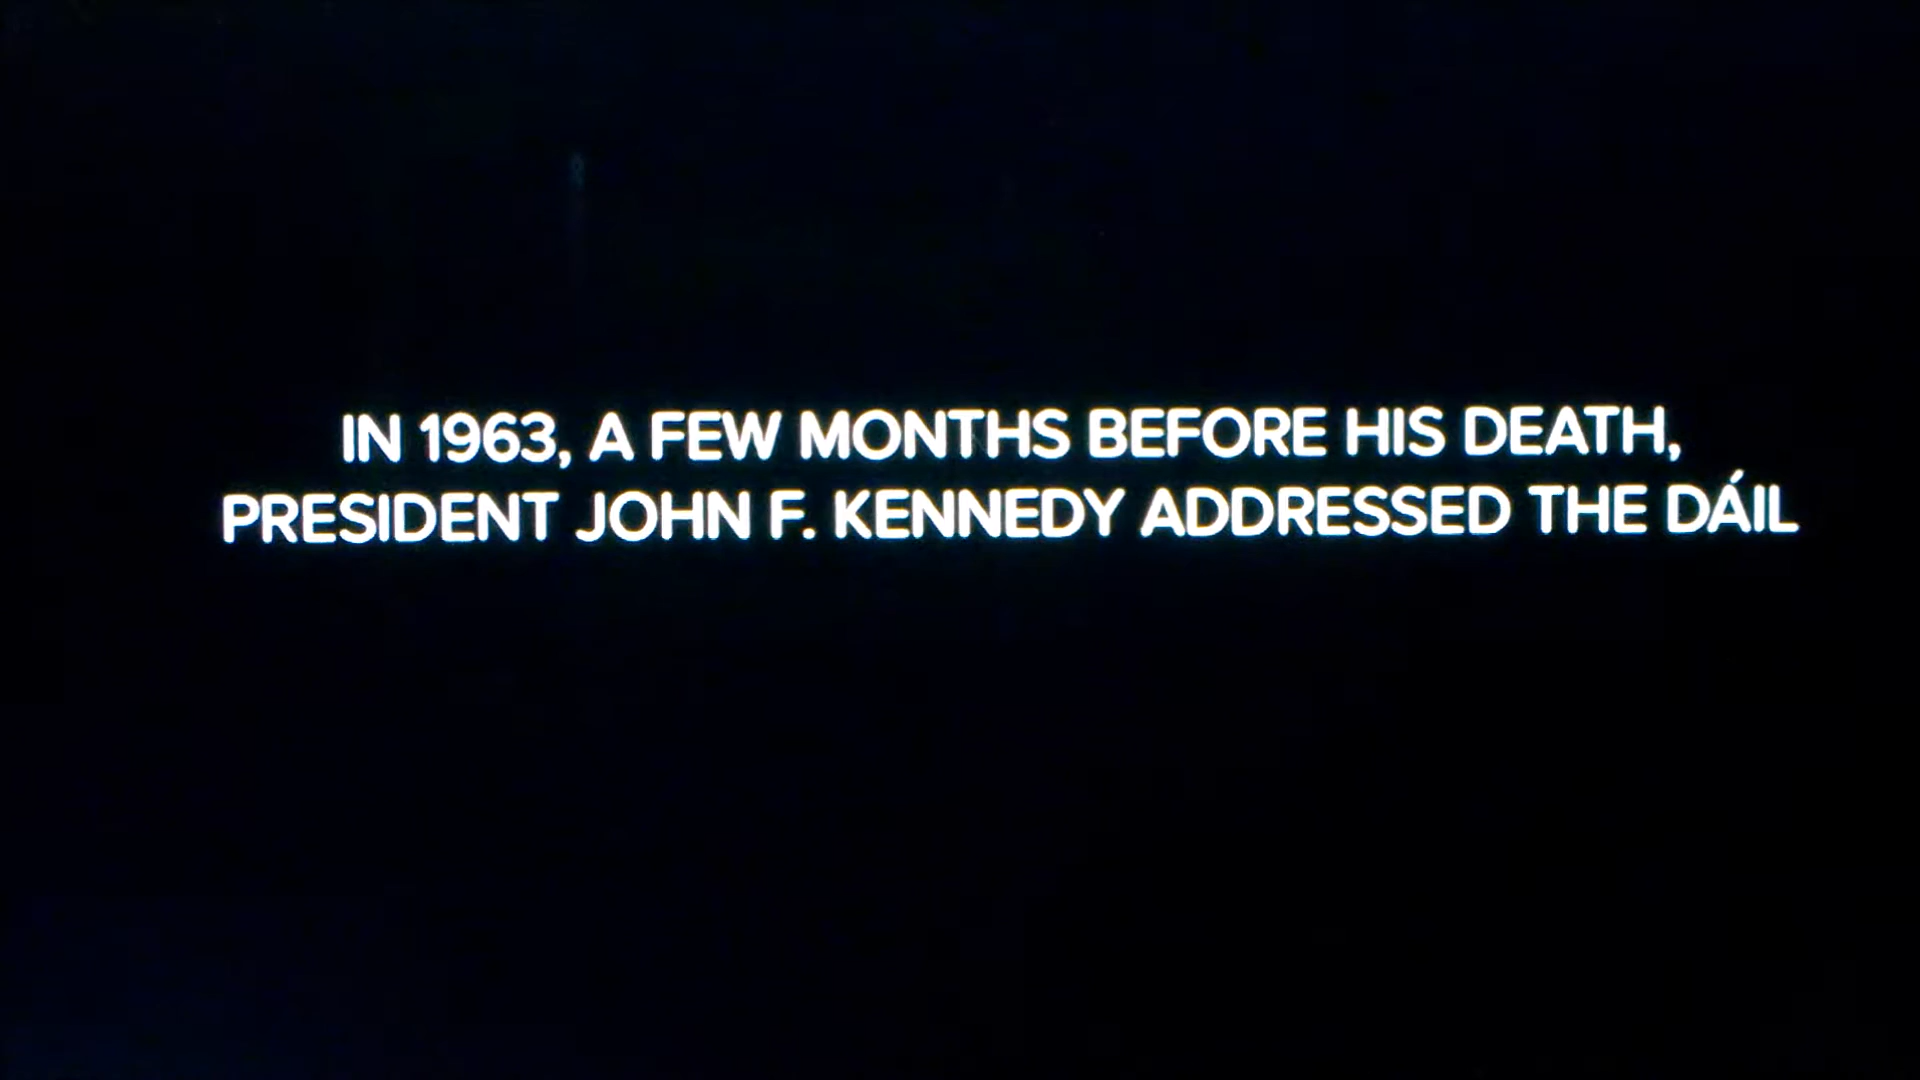 IN 1963, A FEW MONTHS BEFORE HIS DEATH,
PRESIDENT JOHN F. KENNEDY ADDRESSED THE DÁIL